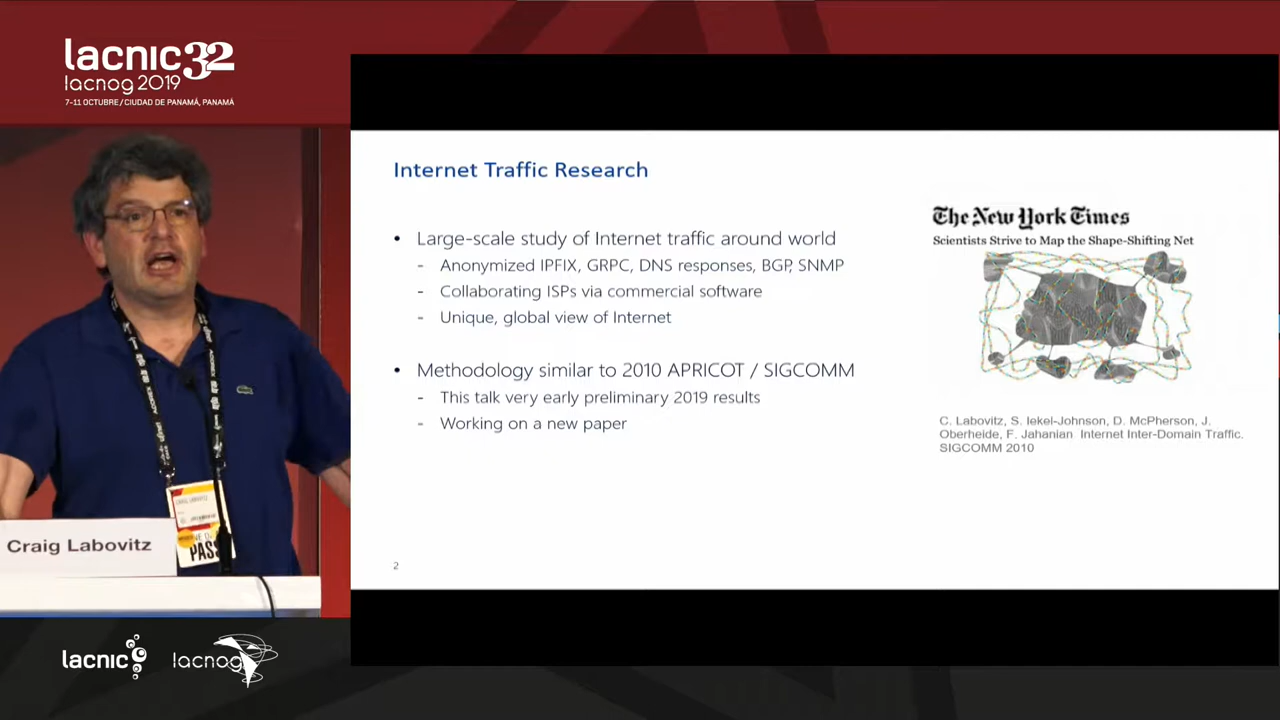 lacnic 32
lacnog 2019
7-11 OCTUBRE / CIUDAD DE PANAMÁ, PANAMÁ
Internet Traffic Research
• Large-scale study of Internet traffic around world
- Anonymized IPFIX, GRPC, DNS responses, BGP, SNMP
- Collaborating ISPs via commercial software
- Unique, global view of Internet
• Methodology similar to 2010 APRICOT / SIGCOMM
- This talk very early preliminary 2019 results
- Working on a new paper
2
The New York Times
Scientists Strive to Map the Shape-Shifting Net
C. Labovitz, S. Iekel-Johnson, D. McPherson, J.
Oberheide, F. Jahanian Internet Inter-Domain Traffic.
SIGCOMM 2010
CRAIG LABOVITZ
PASS
Craig Labovitz
lacnic
lacnog